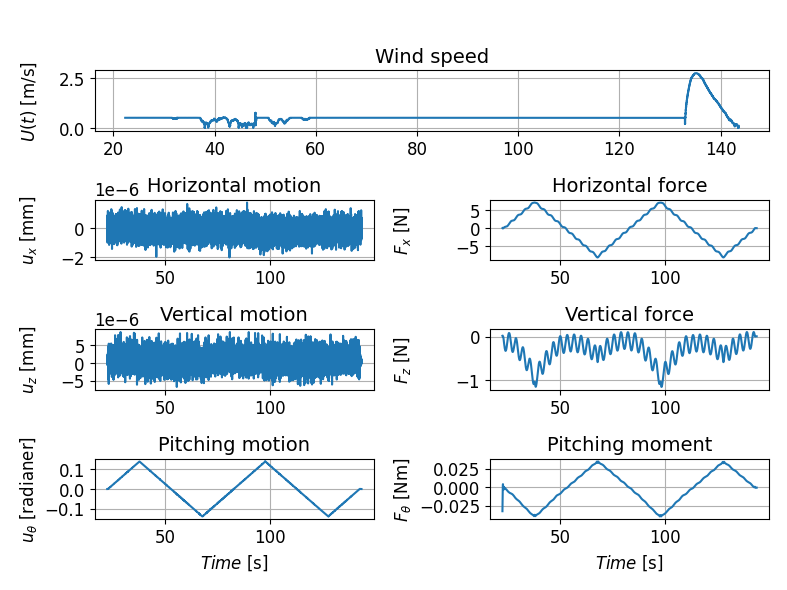 Wind speed
U(t) [m/s]
2.5
0.0
20 40 60 80 100 120 140
1e−6 Horizontal motion
u_x [mm]
0
−2
50 100
Horizontal force
F_x [N]
5
0
−5
50 100
1e−6 Vertical motion
u_z [mm]
5
0
−5
50 100
Vertical force
F_z [N]
0
−1
50 100
Pitching motion
u_θ [radianer]
0.1
0.0
−0.1
50 100
Time [s]
Pitching moment
F_θ [Nm]
0.025
0.000
−0.025
50 100
Time [s]